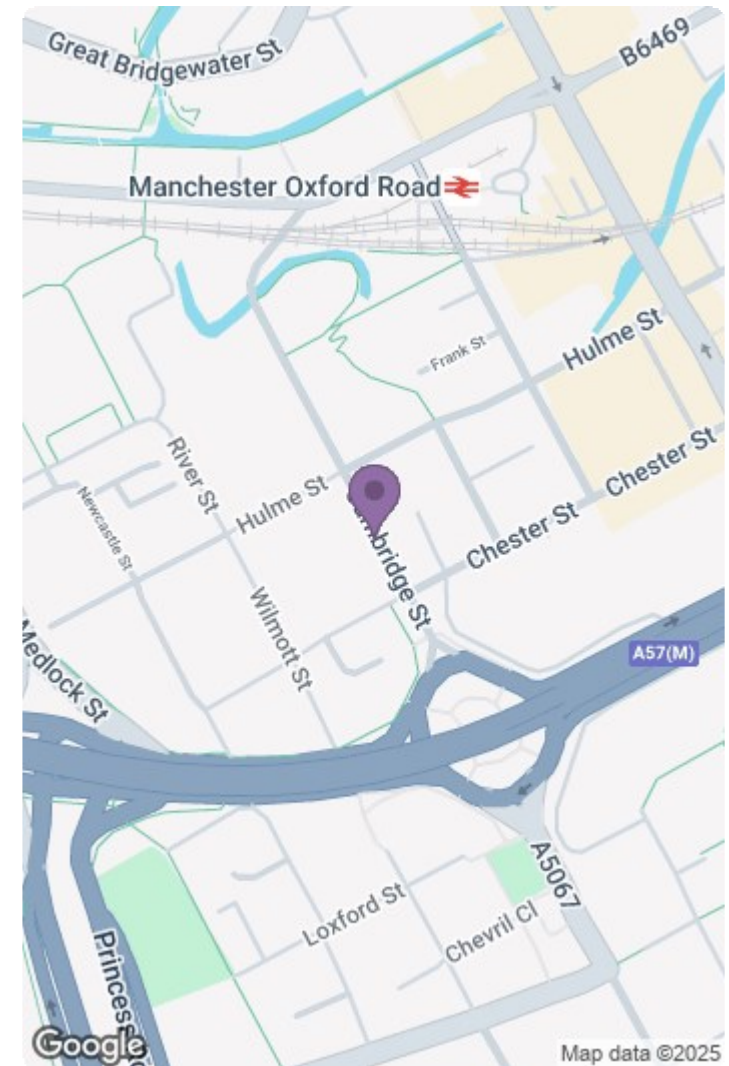 Great Bridgewater St
B6469
Manchester Oxford Road
Frank St
Hulme St
River St
Hulme St
Newcastle St
Chester St
Chester St
Wilmott St
Medlock St
A57(M)
A5067
Loxford St
Chevril Cl
Princess
Google
Map data ©2025